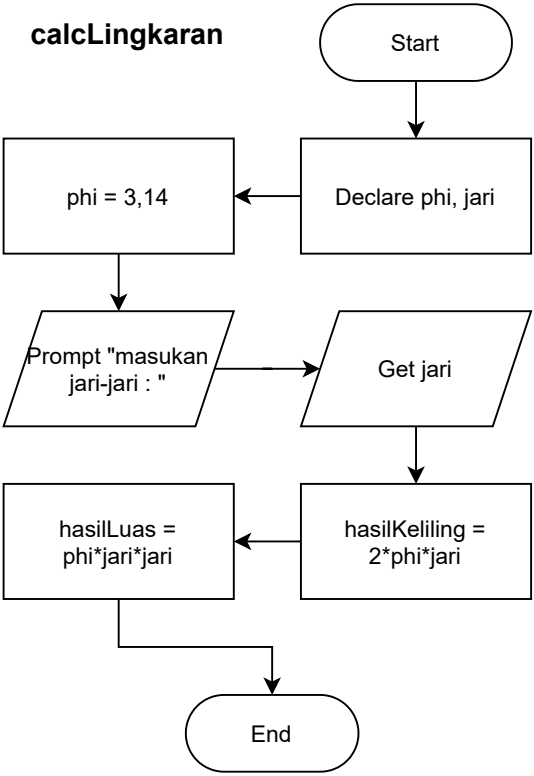 calcLingkaran
Start
Declare phi, jari
phi = 3,14
Prompt "masukan
jari-jari : "
Get jari
hasilKeliling =
2*phi*jari
hasilLuas =
phi*jari*jari
End